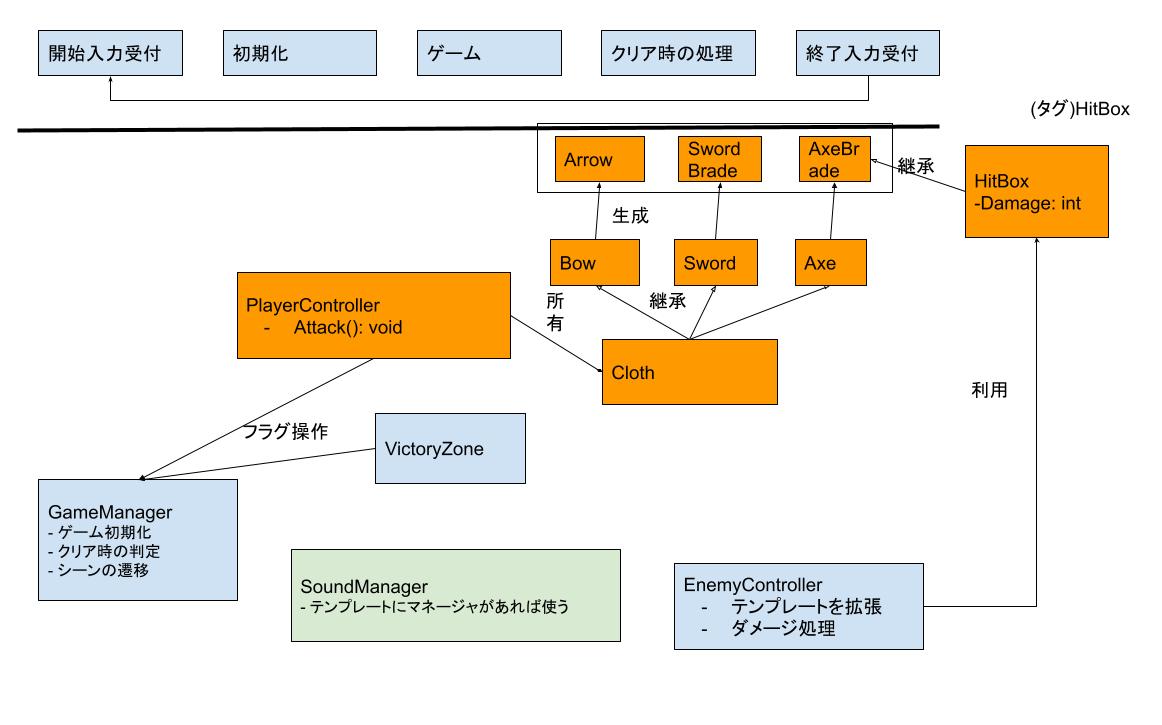 開始入力受付
初期化
ゲーム
クリア時の処理
終了入力受付
(タグ)HitBox
Arrow
Sword
Brade
AxeBr
ade
継承
HitBox
-Damage: int
生成
Bow
Sword
Axe
PlayerController
- Attack(): void
所
有
継承
Cloth
利用
フラグ操作
VictoryZone
GameManager
- ゲーム初期化
- クリア時の判定
- シーンの遷移
SoundManager
- テンプレートにマネージャがあれば使う
EnemyController
- テンプレートを拡張
- ダメージ処理